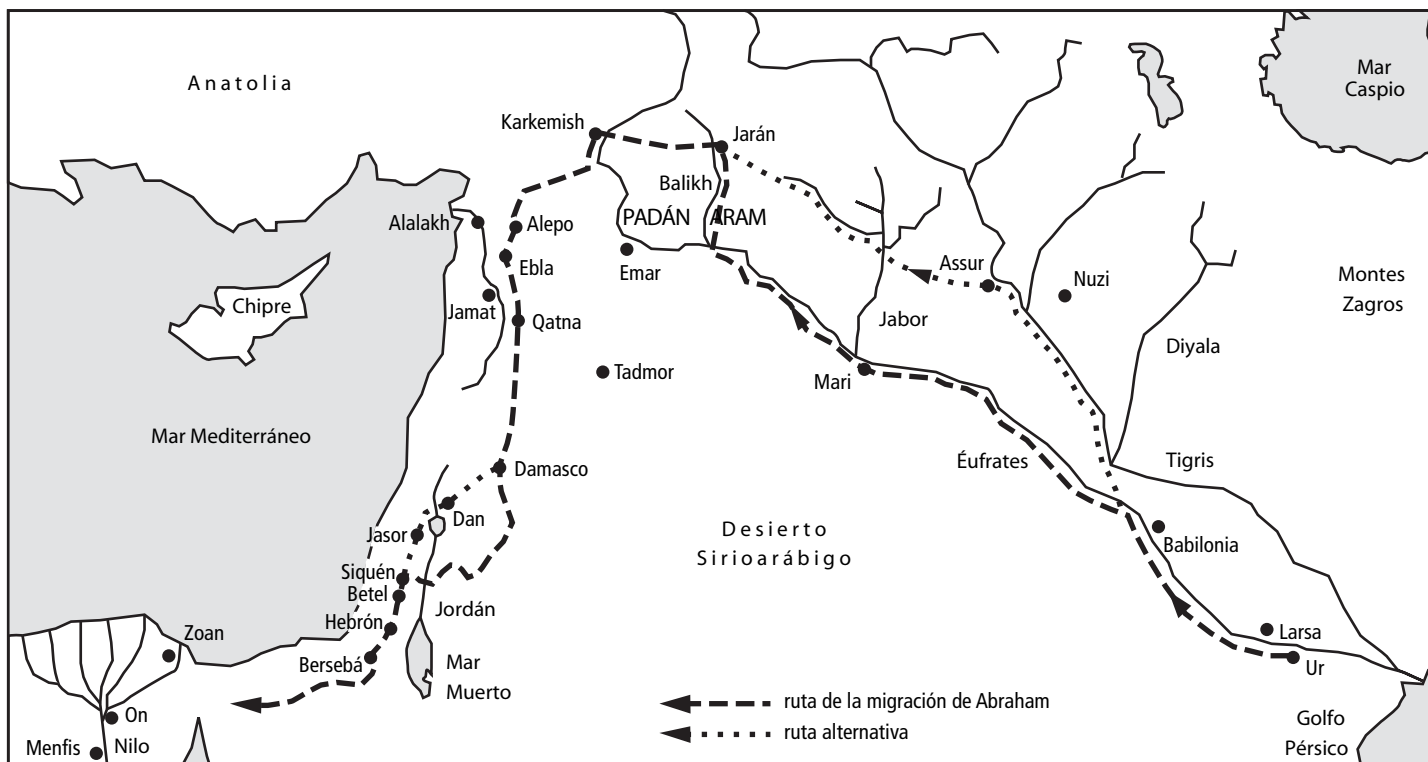 Anatolia
Mar
Caspio
Karkemish
Jarán
Balikh
PADÁN ARAM
Alalakh
Alepo
Ebla
Emar
Assur
Nuzi
Montes
Zagros
Chipre
Jamat
Qatna
Jabor
Diyala
Tadmor
Mari
Mar Mediterráneo
Damasco
Éufrates
Tigris
Dan
Jasor
Desierto
Sirioarábigo
Babilonia
Siquén
Betel
Jordán
Hebrón
Zoan
Larsa
Bersebá
Mar
Muerto
Ur
ruta de la migración de Abraham
ruta alternativa
On
Golfo
Pérsico
Menfis
Nilo